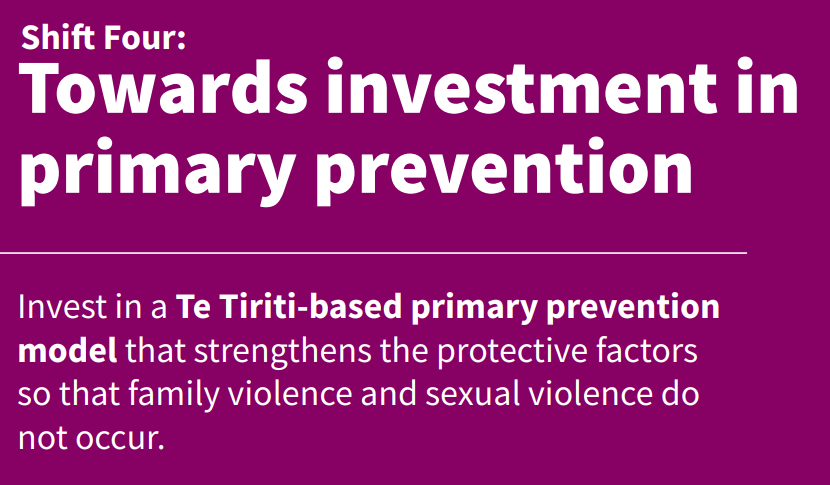 Shift Four:
Towards investment in
primary prevention
Invest in a Te Tiriti-based primary prevention
model that strengthens the protective factors
so that family violence and sexual violence do
not occur.